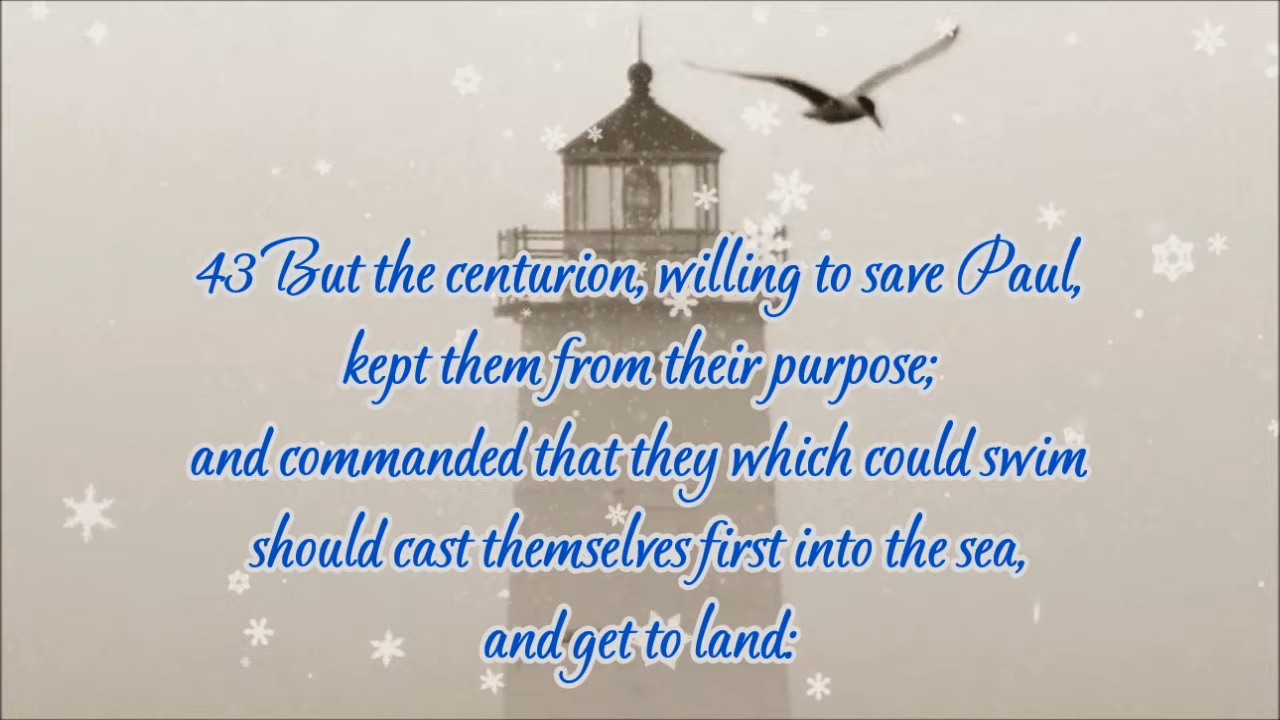 43 But the centurion, willing to save Paul,
kept them from their purpose;
and commanded that they which could swim
should cast themselves first into the sea,
and get to land: